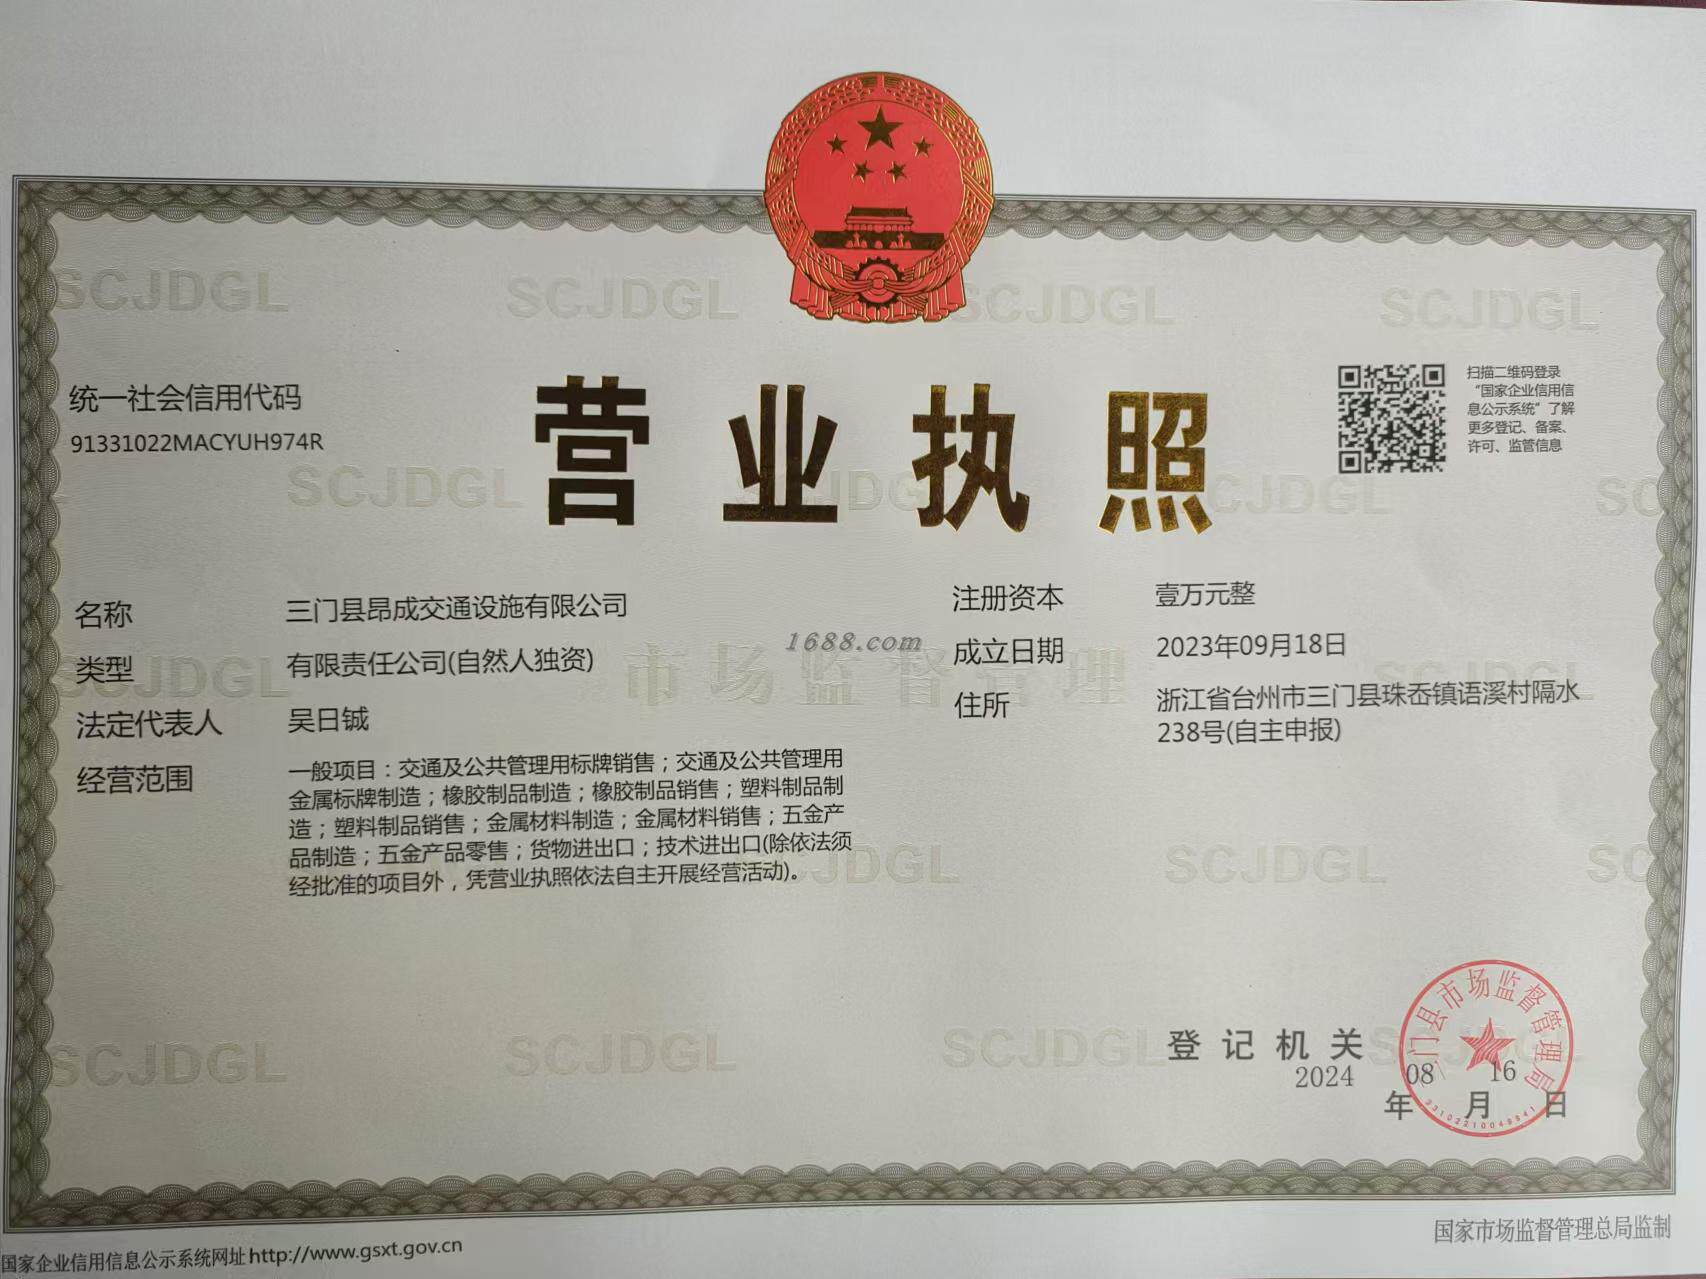 统一社会信用代码
91331022MACYUH974R
营业执照
扫描二维码登录
“国家企业信用信
息公示系统”了解
更多登记、备案、
许可、监管信息
名称
三门县昂成交通设施有限公司
类型
有限责任公司(自然人独资)
法定代表人
吴日铖
经营范围
一般项目：交通及公共管理用标牌销售；交通及公共管理用
金属标牌制造；橡胶制品制造；橡胶制品销售；塑料制品制
造；塑料制品销售；金属材料制造；金属材料销售；五金产
品制造；五金产品零售；货物进出口；技术进出口(除依法须
经批准的项目外，凭营业执照依法自主开展经营活动)。
注册资本
壹万元整
成立日期
2023年09月18日
住所
浙江省台州市三门县珠岙镇语溪村隔水
238号(自主申报)
1688.com
市场监督管理
SCJDGL
登记机关
2024 08 16
年 月 日
三门县市场监督管理局
国家企业信用信息公示系统网址http://www.gsxt.gov.cn
国家市场监督管理总局监制